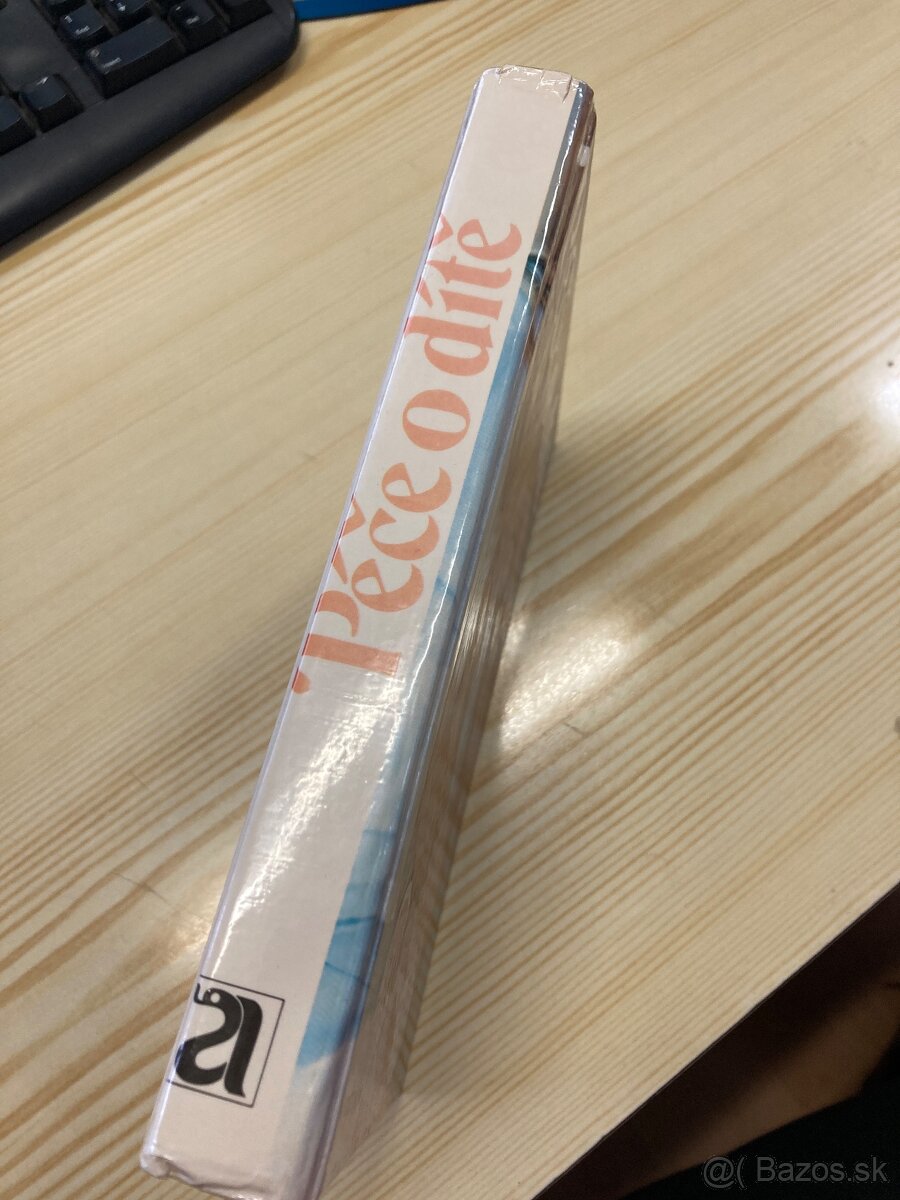 Péče o dítě
@( Bazos.sk